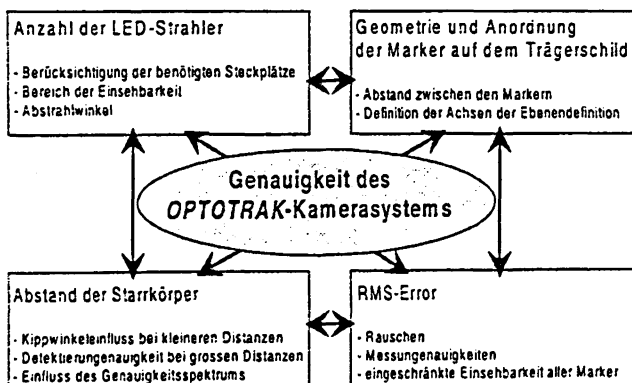 Anzahl der LED-Strahler
- Berücksichtigung der benötigten Steckplätze
- Bereich der Einsehbarkeit
- Abstrahlwinkel
Geometrie und Anordnung
der Marker auf dem Trägerschild
- Abstand zwischen den Markern
- Definition der Achsen der Ebenendefinition
Genauigkeit des
OPTOTRAK-Kamerasystems
Abstand der Starrkörper
- Kippwinkeleinfluss bei kleineren Distanzen
- Detektierungenauigkeit bei grossen Distanzen
- Einfluss des Genauigkeitsspektrums
RMS-Error
- Rauschen
- Messungenauigkeiten
- eingeschränkte Einsehbarkeit aller Marker